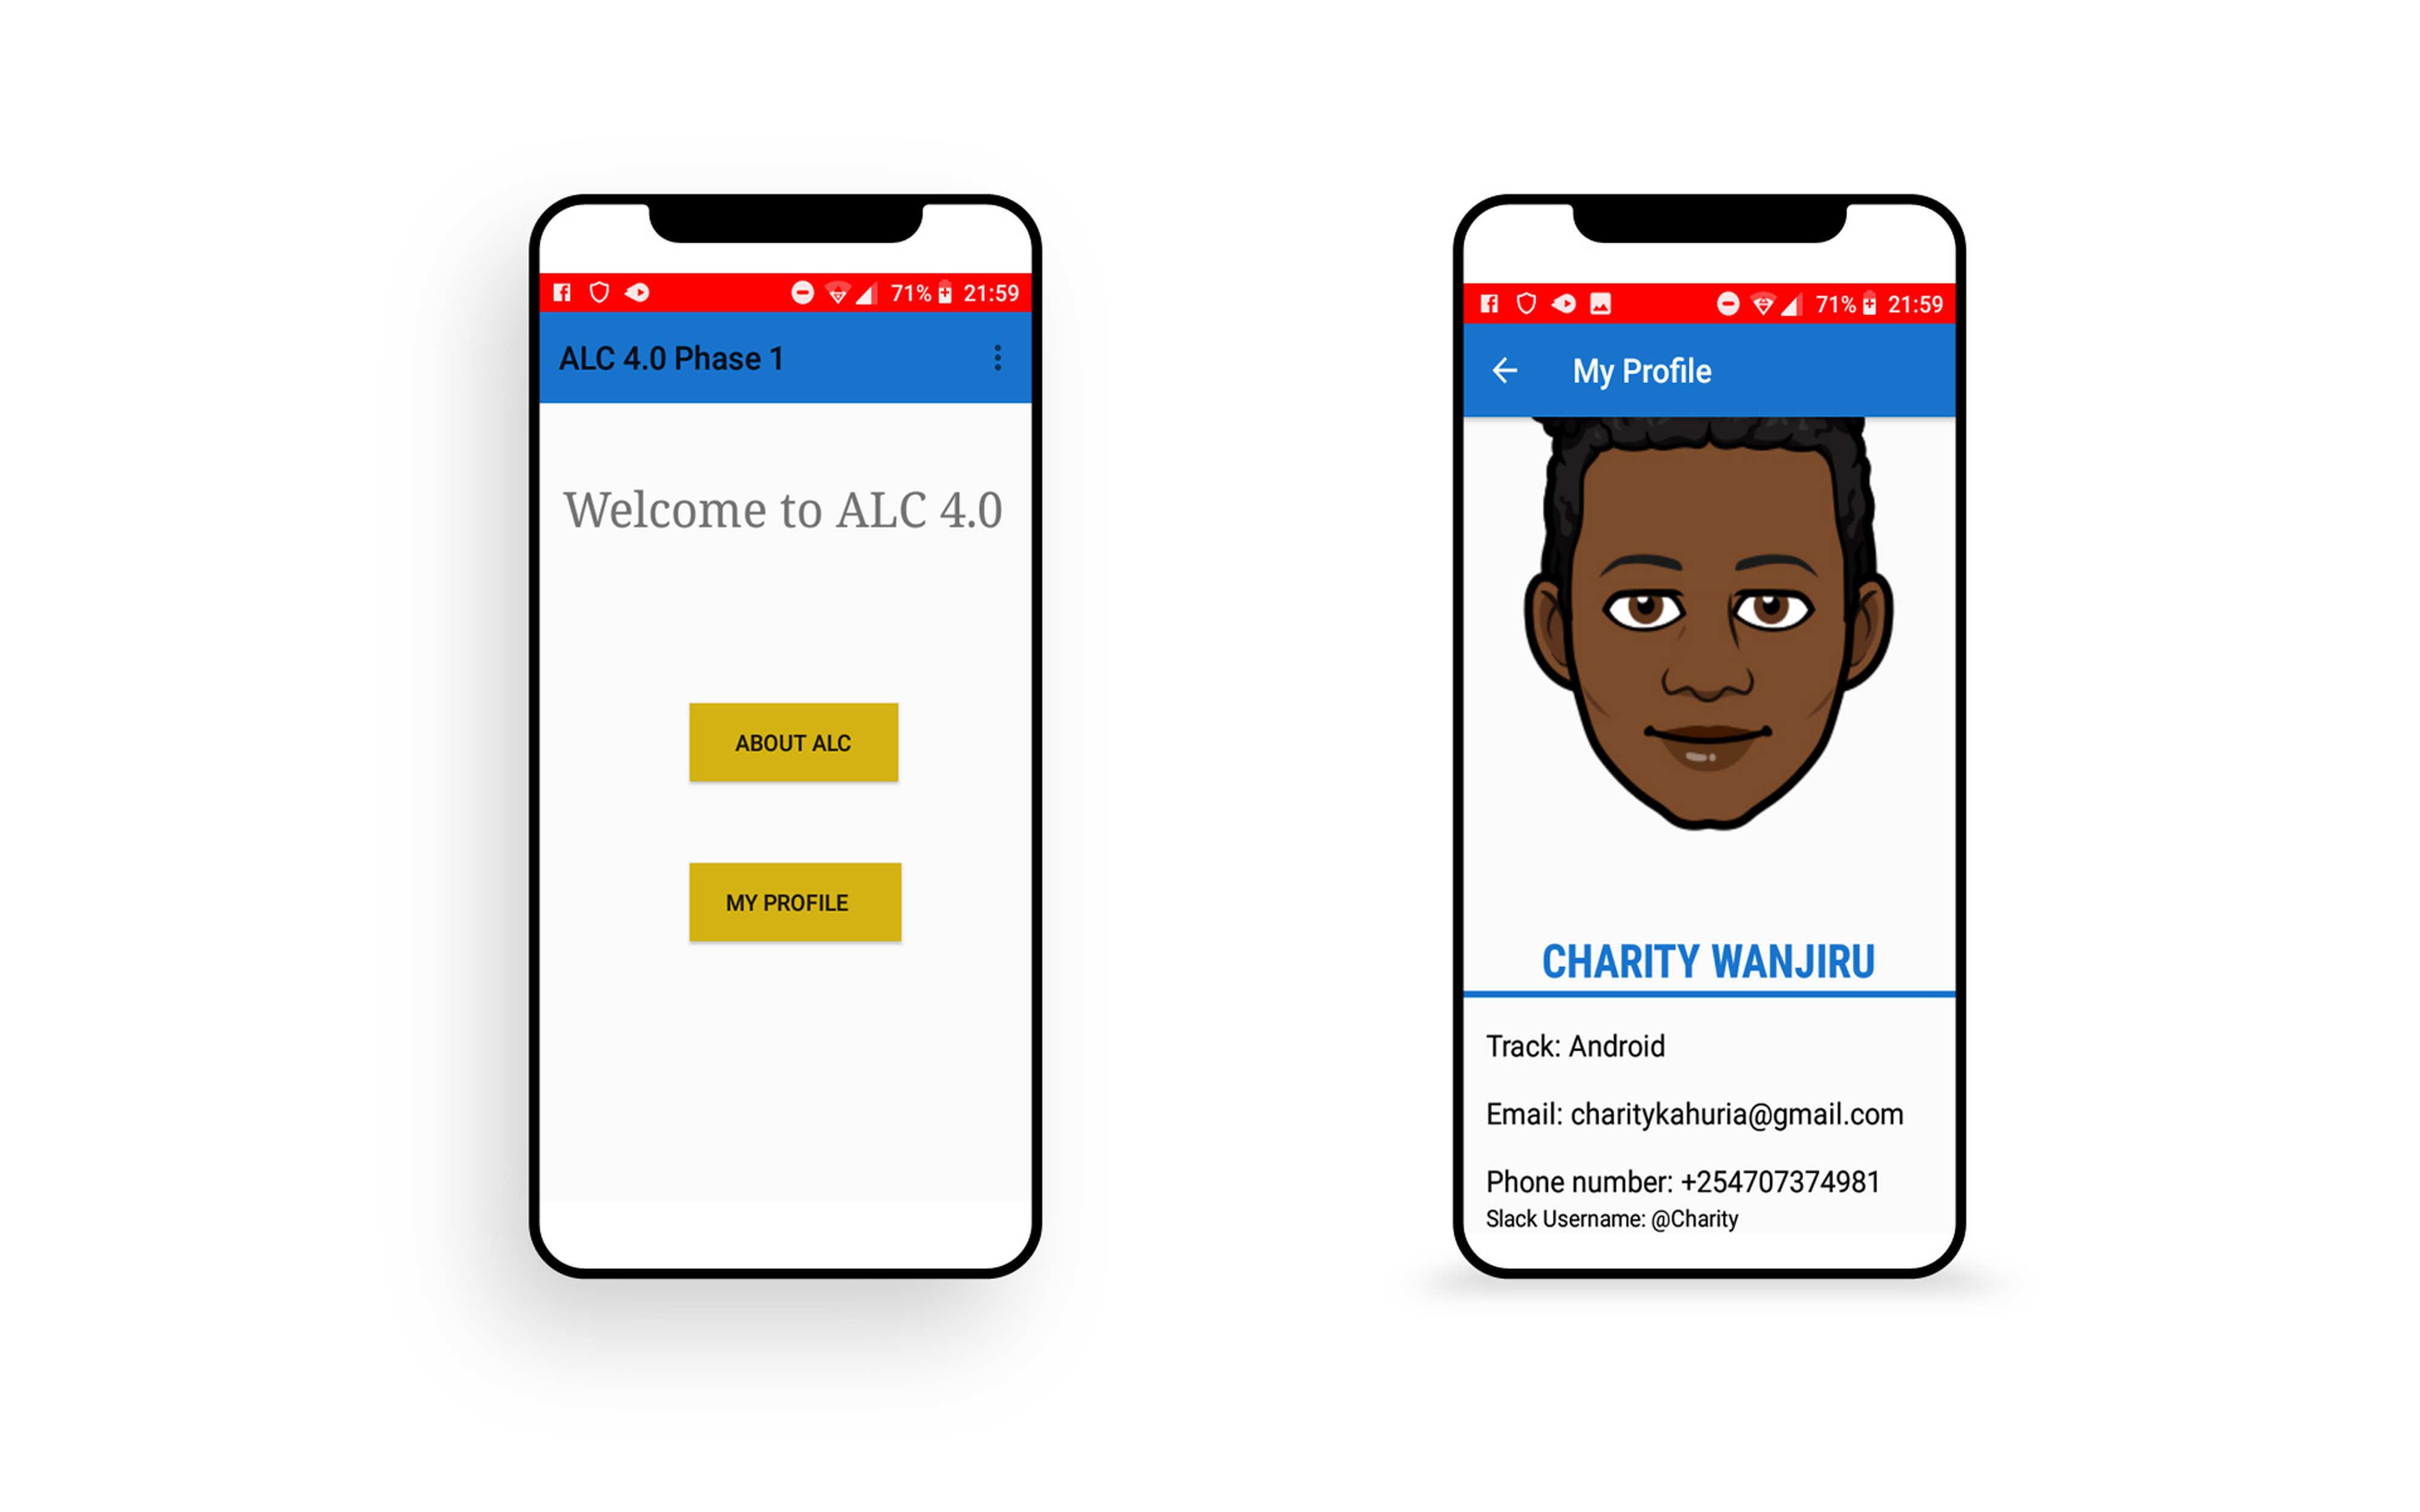 71% 21:59
ALC 4.0 Phase 1
Welcome to ALC 4.0
ABOUT ALC
MY PROFILE
71% 21:59
My Profile
CHARITY WANJIRU
Track: Android
Email: charitykahuria@gmail.com
Phone number: +254707374981
Slack Username: @Charity